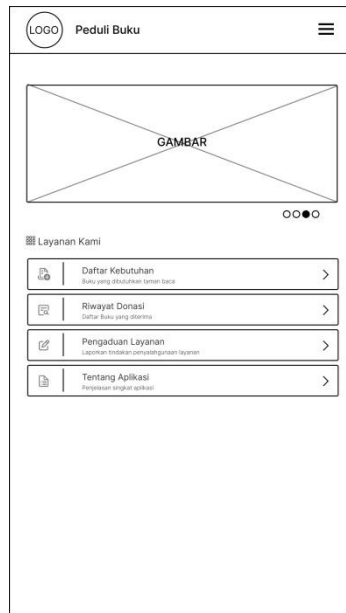 LOGO
Peduli Buku
GAMBAR
Layanan Kami
Daftar Kebutuhan
Buku yang dibutuhkan taman baca
Riwayat Donasi
Daftar Buku yang diterima
Pengaduan Layanan
Laporkan tindakan penyalahgunaan layanan
Tentang Aplikasi
Penjelasan singkat aplikasi